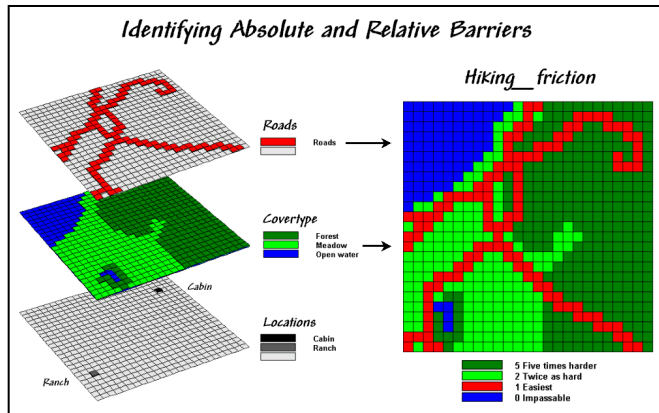 Identifying Absolute and Relative Barriers
Hiking__friction
Roads
Roads
Covertype
Forest
Meadow
Open water
Cabin
Locations
Cabin
Ranch
Ranch
5 Five times harder
2 Twice as hard
1 Easiest
0 Impassable